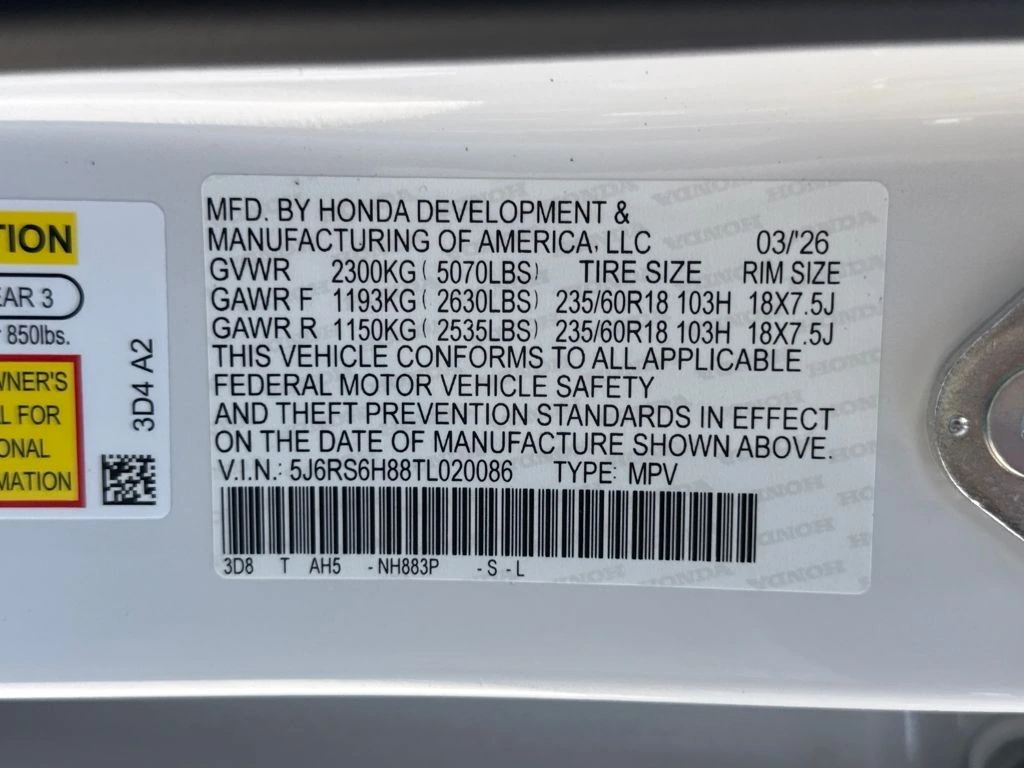 TION
EAR 3
850lbs.
WNER'S
L FOR
ONAL
MATION
3D4 A2
MFD. BY HONDA DEVELOPMENT &
MANUFACTURING OF AMERICA, LLC 03/'26
GVWR 2300KG ( 5070LBS) TIRE SIZE RIM SIZE
GAWR F 1193KG ( 2630LBS) 235/60R18 103H 18X7.5J
GAWR R 1150KG ( 2535LBS) 235/60R18 103H 18X7.5J
THIS VEHICLE CONFORMS TO ALL APPLICABLE
FEDERAL MOTOR VEHICLE SAFETY
AND THEFT PREVENTION STANDARDS IN EFFECT
ON THE DATE OF MANUFACTURE SHOWN ABOVE.
V.I.N.: 5J6RS6H88TL020086 TYPE: MPV
3D8 T AH5 -NH883P -S -L